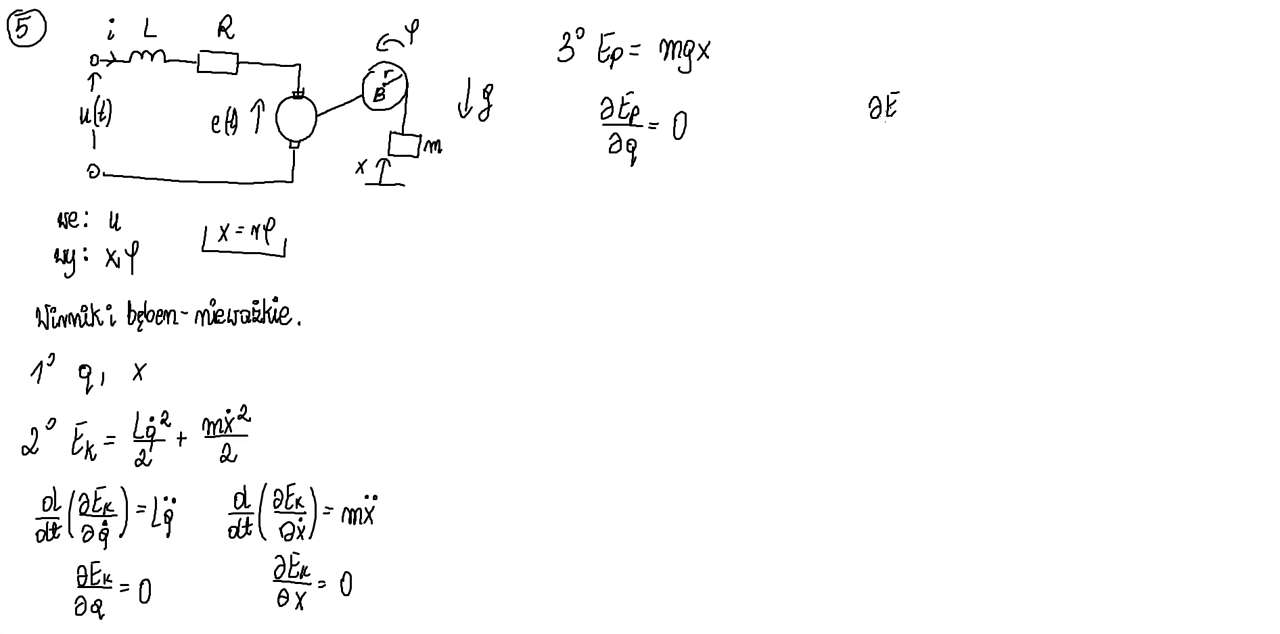 5
i L R φ
r
B
u(t) e(t) g
m
x
we: u
wy: x, φ
x = rφ
Wirnik i bęben - nieważkie.
1° q, x
2° E_k = Lq̇²/2 + mẋ²/2
d/dt (∂E_k/∂q̇) = Lq̈ d/dt (∂E_k/∂ẋ) = mẍ
∂E_k/∂q = 0 ∂E_k/∂x = 0
3° E_p = mgx
∂E_p/∂q = 0 ∂E